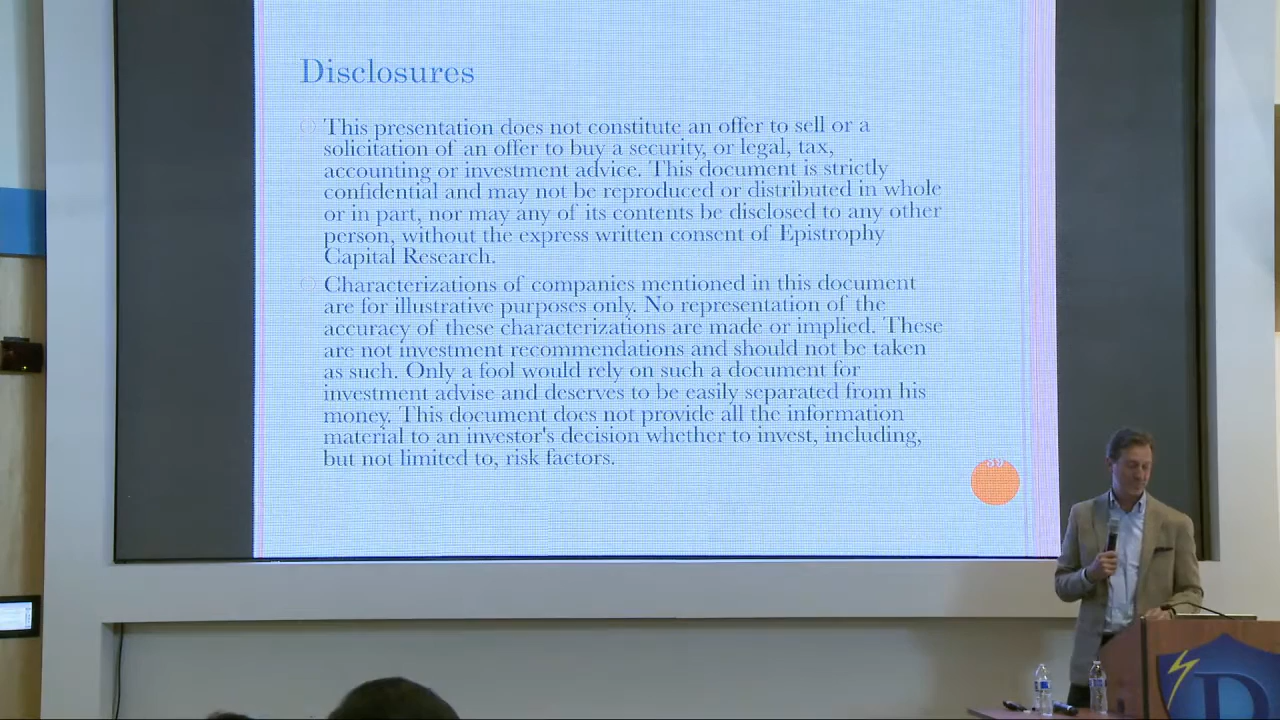 Disclosures
This presentation does not constitute an offer to sell or a
solicitation of an offer to buy a security, or legal, tax,
accounting or investment advice. This document is strictly
confidential and may not be reproduced or distributed in whole
or in part, nor may any of its contents be disclosed to any other
person, without the express written consent of Epistrophy
Capital Research.
Characterizations of companies mentioned in this document
are for illustrative purposes only. No representation of the
accuracy of these characterizations are made or implied. These
are not investment recommendations and should not be taken
as such. Only a fool would rely on such a document for
investment advise and deserves to be easily separated from his
money. This document does not provide all the information
material to an investor's decision whether to invest, including,
but not limited to, risk factors.
D